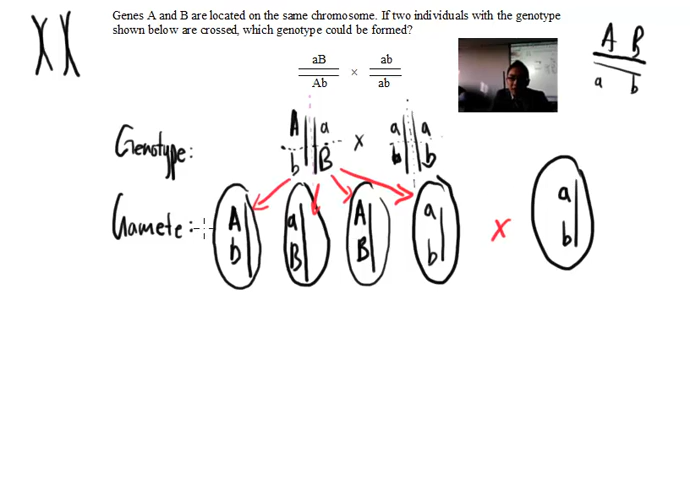 Genes A and B are located on the same chromosome. If two individuals with the genotype
shown below are crossed, which genotype could be formed?
aB × ab
Ab ab
A B
a b
Genotype: A a × a a
b B b b
Gamete: A a A a × a
b B B b b